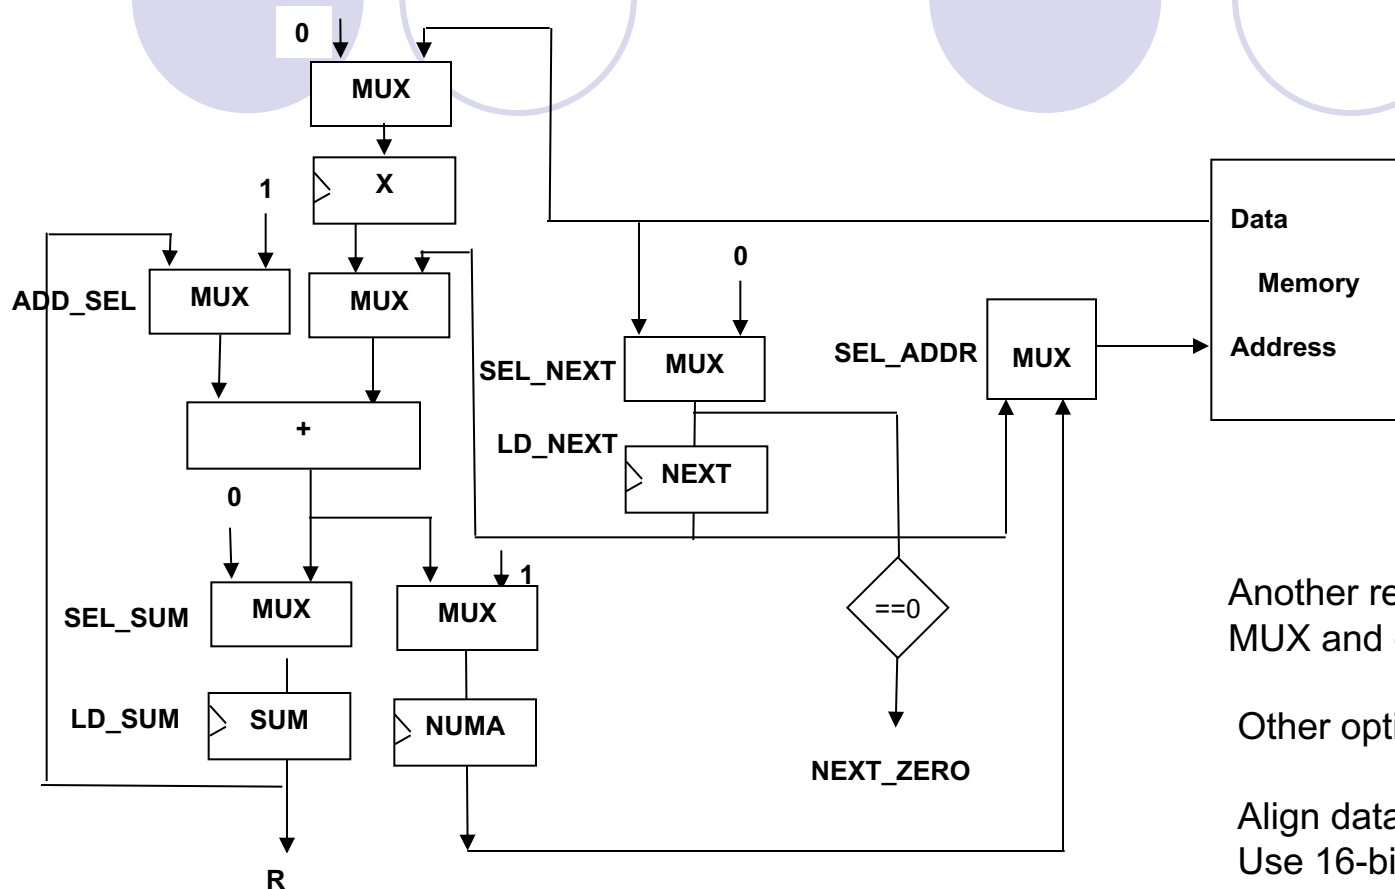 0
MUX
X
1
Data
0
Memory
ADD_SEL
MUX
MUX
SEL_NEXT
MUX
SEL_ADDR
MUX
Address
+
LD_NEXT
NEXT
0
1
SEL_SUM
MUX
MUX
==0
Another re
MUX and
LD_SUM
SUM
NUMA
NEXT_ZERO
Other opti
Align data
Use 16-bi
R